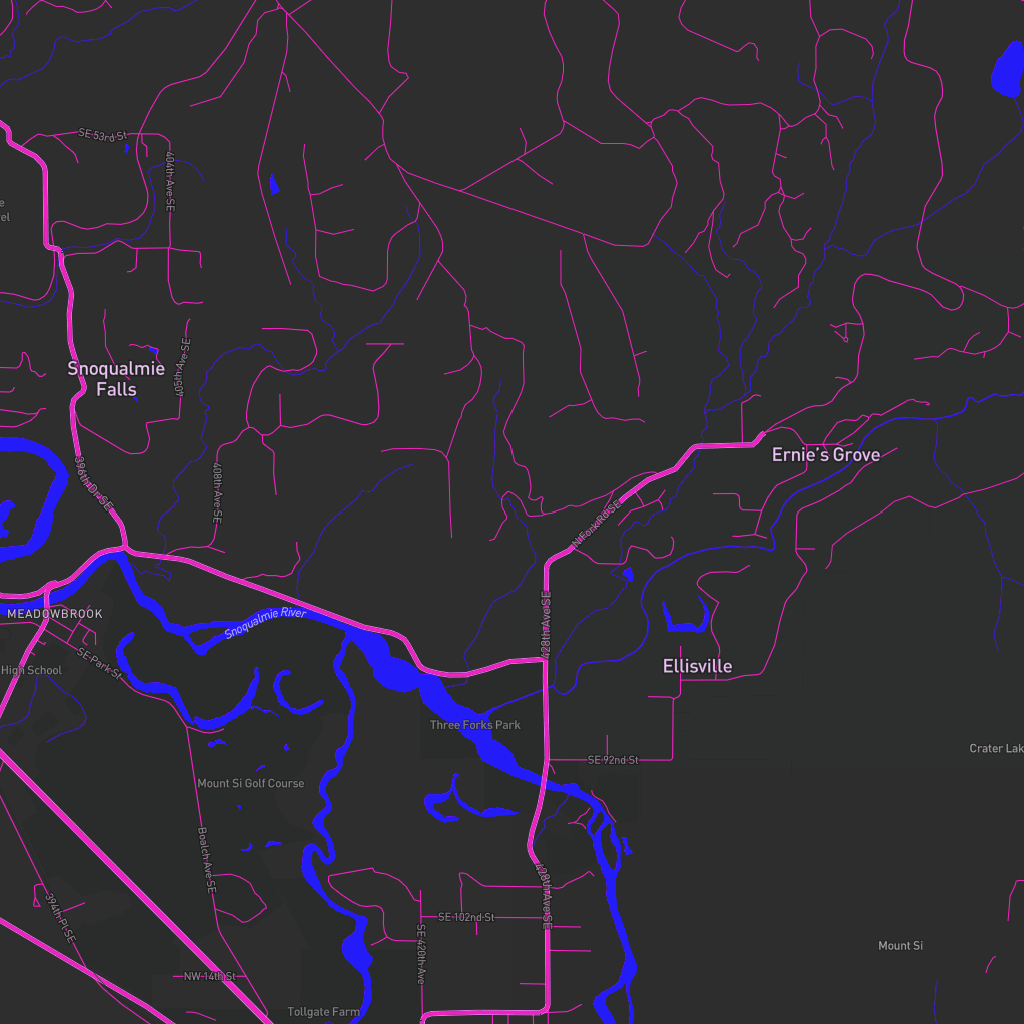 SE 53rd St
404th Ave SE
Snoqualmie
Falls
405th Ave SE
396th Dr SE
408th Ave SE
Ernie's Grove
N Fork Rd SE
428th Ave SE
MEADOWBROOK
Snoqualmie River
SE Park St
High School
Ellisville
Three Forks Park
SE 92nd St
Crater Lak
Mount Si Golf Course
Boalch Ave SE
394th Pl SE
428th Ave SE
SE 102nd St
SE 420th Ave
Mount Si
NW 14th St
Tollgate Farm